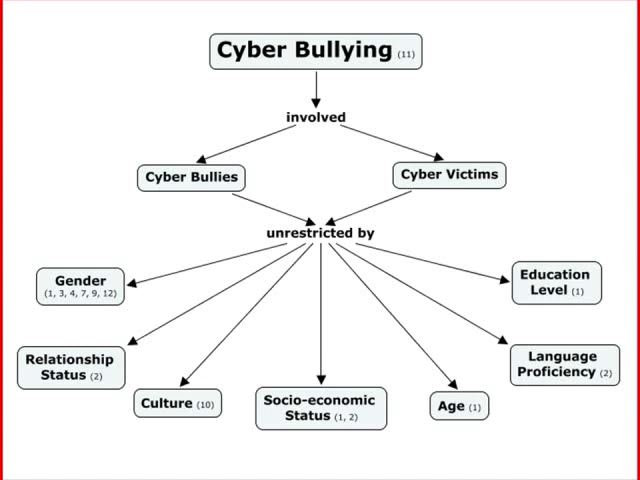 Cyber Bullying (11)
involved
Cyber Bullies
Cyber Victims
unrestricted by
Gender
(1, 3, 4, 7, 9, 12)
Education
Level (1)
Relationship
Status (2)
Language
Proficiency (2)
Culture (10)
Socio-economic
Status (1, 2)
Age (1)